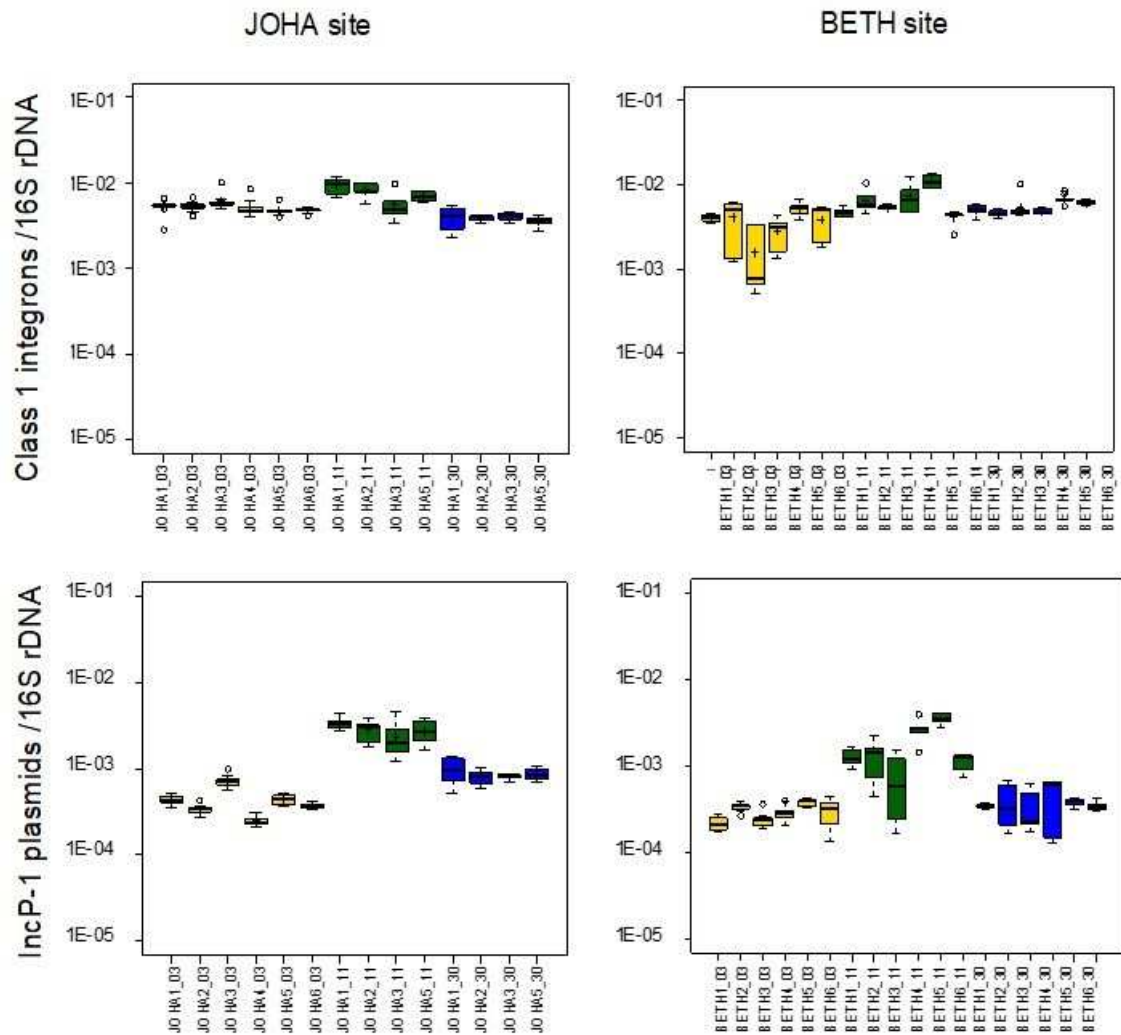 JOHA site
BETH site
Class 1 integrons /16S rDNA
1E-01
1E-02
1E-03
1E-04
1E-05
JOHA1_03
JOHA2_03
JOHA3_03
JOHA4_03
JOHA5_03
JOHA6_03
JOHA1_11
JOHA2_11
JOHA3_11
JOHA5_11
JOHA1_30
JOHA2_30
JOHA3_30
JOHA5_30
1E-01
1E-02
1E-03
1E-04
1E-05
BETH1_03
BETH2_03
BETH3_03
BETH4_03
BETH5_03
BETH6_03
BETH1_11
BETH2_11
BETH3_11
BETH4_11
BETH5_11
BETH6_11
BETH1_30
BETH2_30
BETH3_30
BETH4_30
BETH5_30
BETH6_30
IncP-1 plasmids /16S rDNA
1E-01
1E-02
1E-03
1E-04
1E-05
JOHA1_03
JOHA2_03
JOHA3_03
JOHA4_03
JOHA5_03
JOHA6_03
JOHA1_11
JOHA2_11
JOHA3_11
JOHA5_11
JOHA1_30
JOHA2_30
JOHA3_30
JOHA5_30
1E-01
1E-02
1E-03
1E-04
1E-05
BETH1_03
BETH2_03
BETH3_03
BETH4_03
BETH5_03
BETH6_03
BETH1_11
BETH2_11
BETH3_11
BETH4_11
BETH5_11
BETH6_11
BETH1_30
BETH2_30
BETH3_30
BETH4_30
BETH5_30
BETH6_30